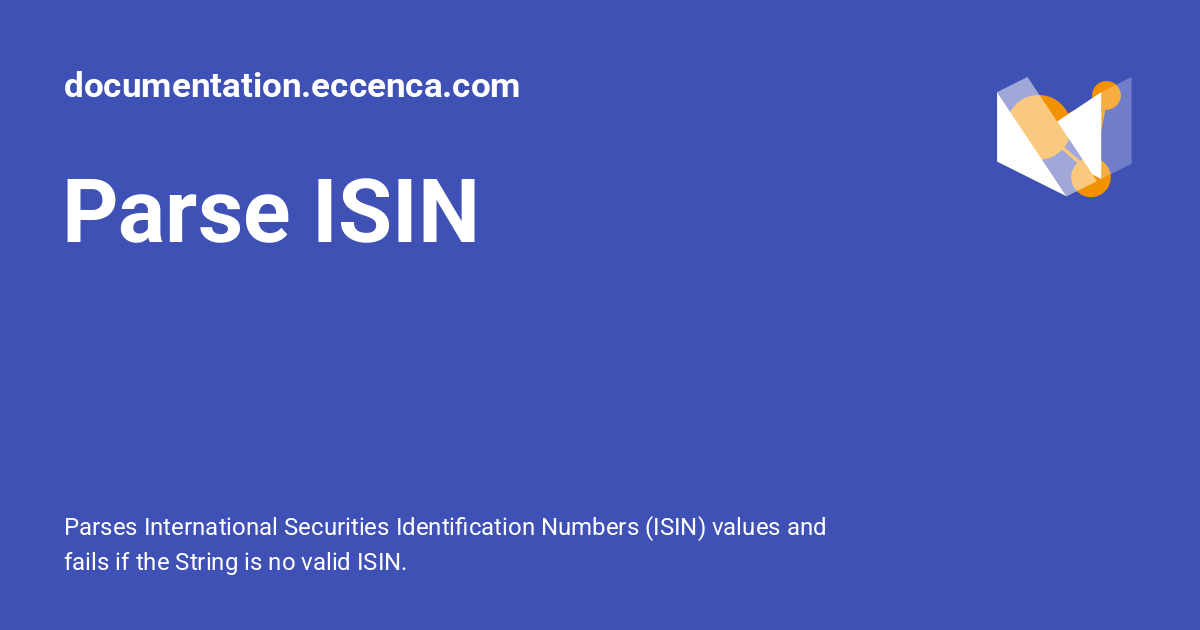 documentation.eccenca.com
Parse ISIN
Parses International Securities Identification Numbers (ISIN) values and
fails if the String is no valid ISIN.